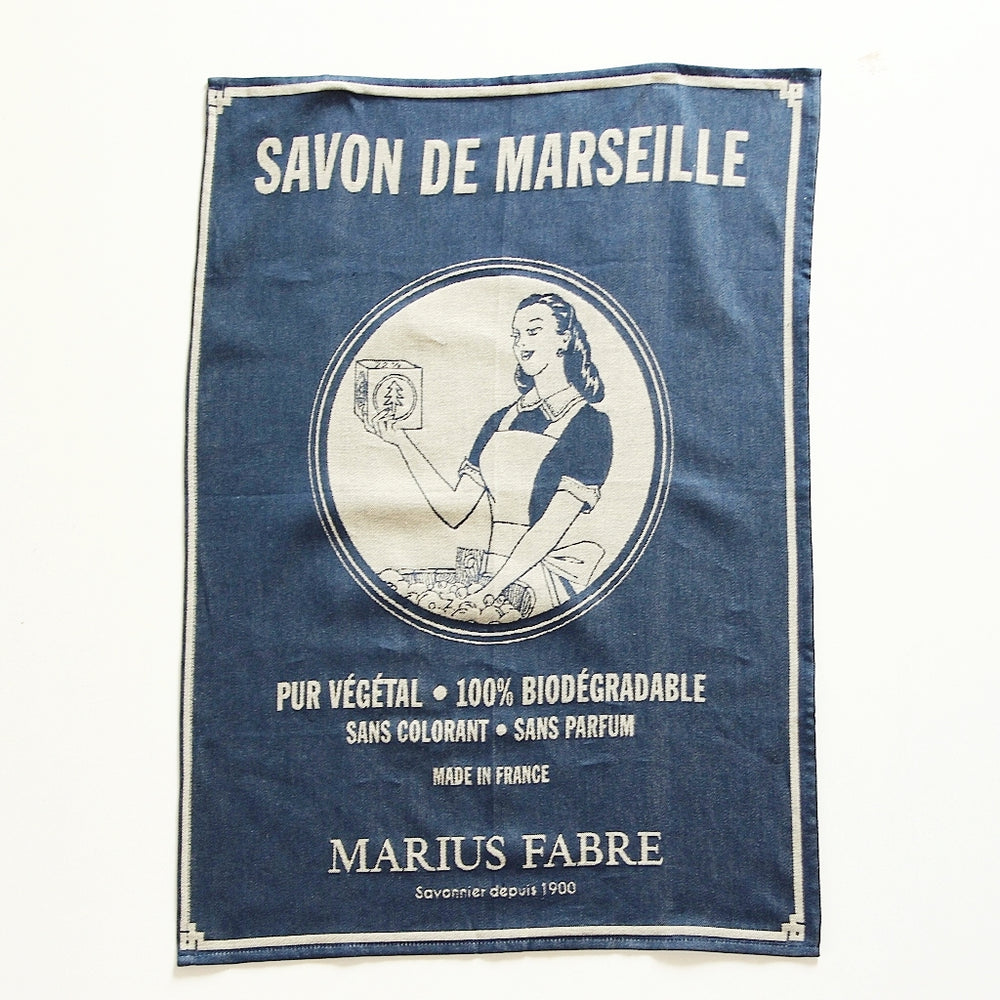 SAVON DE MARSEILLE
PUR VÉGÉTAL • 100% BIODÉGRADABLE
SANS COLORANT • SANS PARFUM
MADE IN FRANCE
MARIUS FABRE
Savonnier depuis 1900